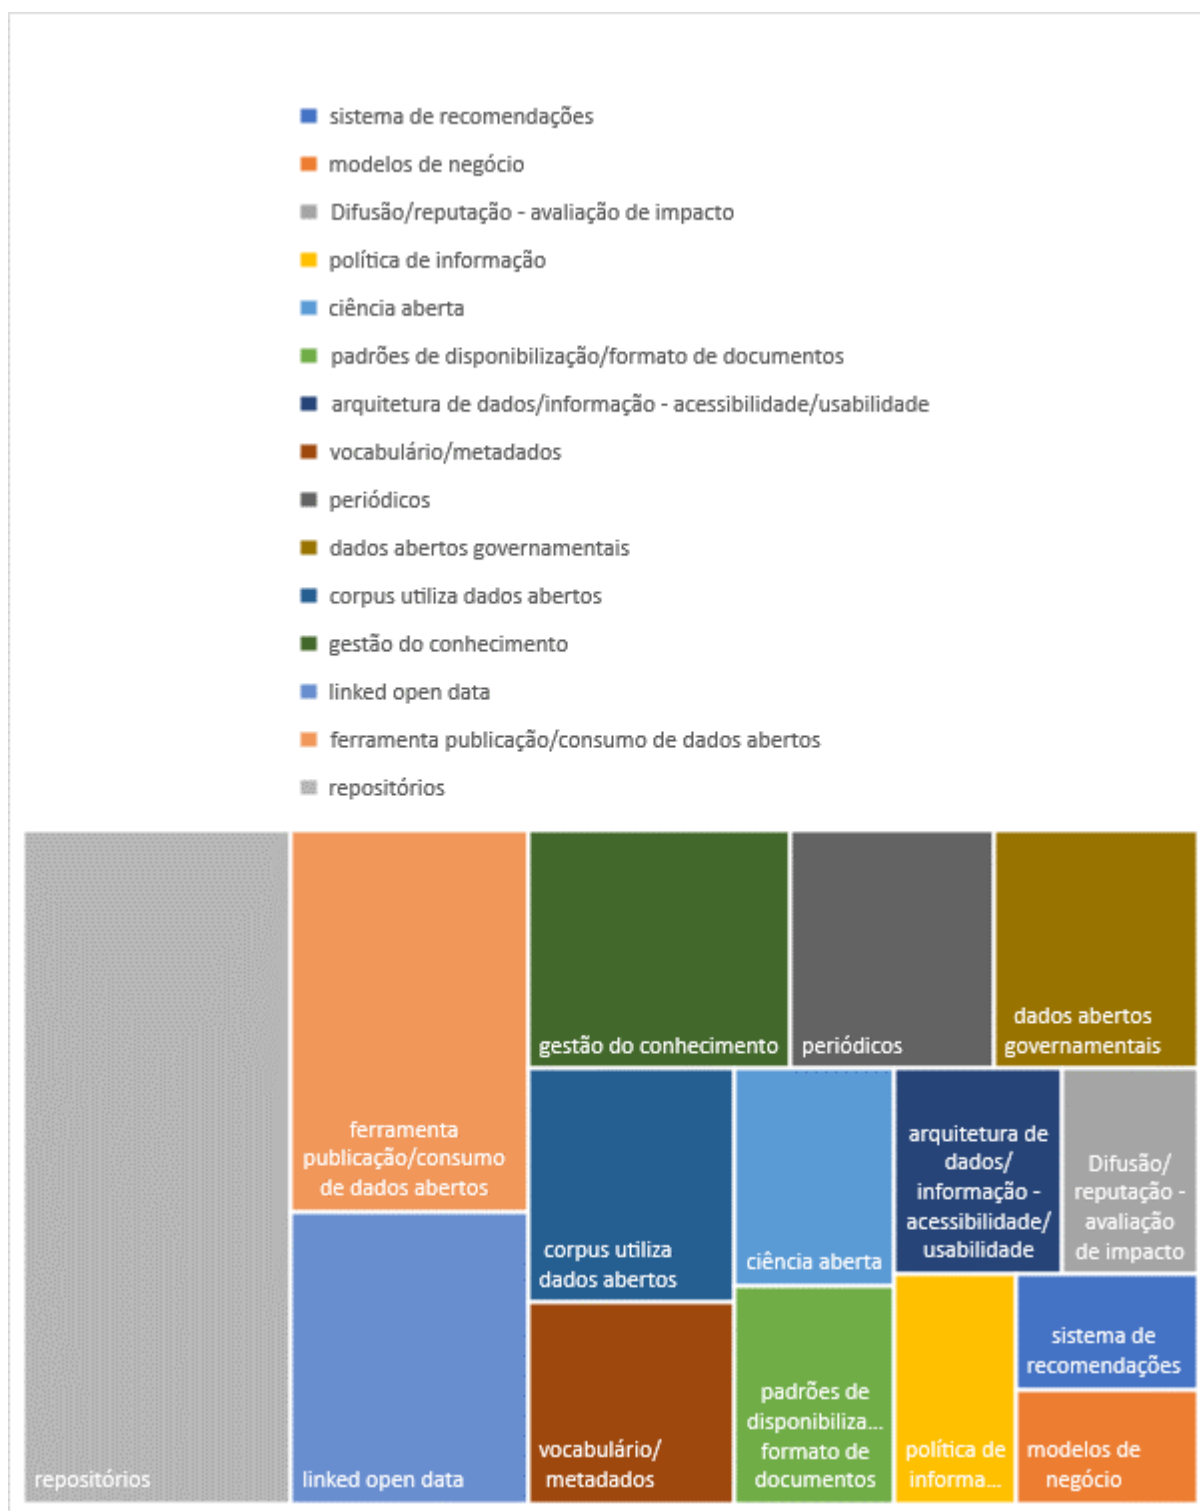 sistema de recomendações
modelos de negócio
Difusão/reputação - avaliação de impacto
política de informação
ciência aberta
padrões de disponibilização/formato de documentos
arquitetura de dados/informação - acessibilidade/usabilidade
vocabulário/metadados
periódicos
dados abertos governamentais
corpus utiliza dados abertos
gestão do conhecimento
linked open data
ferramenta publicação/consumo de dados abertos
repositórios
repositórios
ferramenta
publicação/consumo
de dados abertos
linked open data
gestão do conhecimento
periódicos
dados abertos
governamentais
corpus utiliza
dados abertos
vocabulário/
metadados
ciência aberta
padrões de
disponibiliza...
formato de
documentos
arquitetura de
dados/
informação -
acessibilidade/
usabilidade
Difusão/
reputação -
avaliação
de impacto
política de
informa...
sistema de
recomendações
modelos de
negócio